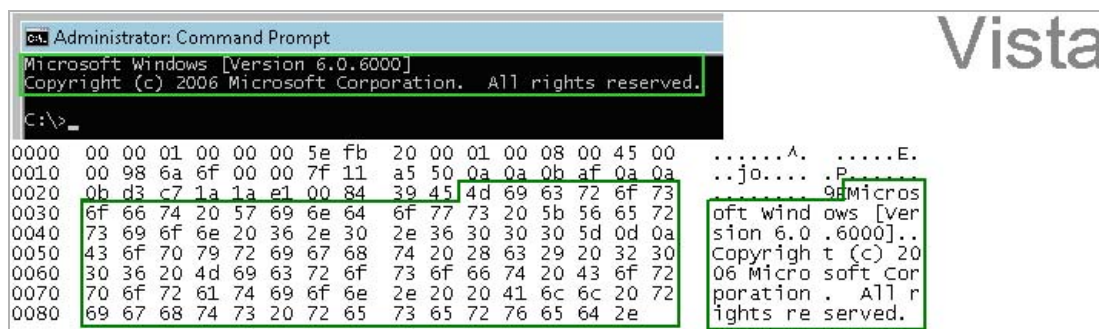 Administrator: Command Prompt
Vista
Microsoft Windows [Version 6.0.6000]
Copyright (c) 2006 Microsoft Corporation.  All rights reserved.
C:\>_
0000  00 00 01 00 00 00 5e fb  20 00 01 00 08 00 45 00  ......^. .....E.
0010  00 98 6a 6f 00 00 7f 11  a5 50 0a 0a 0b af 0a 0a  ..jo.... .P......
0020  0b d3 c7 1a 1a e1 00 84  39 45 4d 69 63 72 6f 73  ........ 9EMicros
0030  6f 66 74 20 57 69 6e 64  6f 77 73 20 5b 56 65 72  oft Wind ows [Ver
0040  73 69 6f 6e 20 36 2e 30  2e 36 30 30 30 5d 0d 0a  sion 6.0 .6000]..
0050  43 6f 70 79 72 69 67 68  74 20 28 63 29 20 32 30  Copyrigh t (c) 20
0060  30 36 20 4d 69 63 72 6f  73 6f 66 74 20 43 6f 72  06 Micro soft Cor
0070  70 6f 72 61 74 69 6f 6e  2e 20 20 41 6c 6c 20 72  poration .  All r
0080  69 67 68 74 73 20 72 65  73 65 72 76 65 64 2e  ights re served.